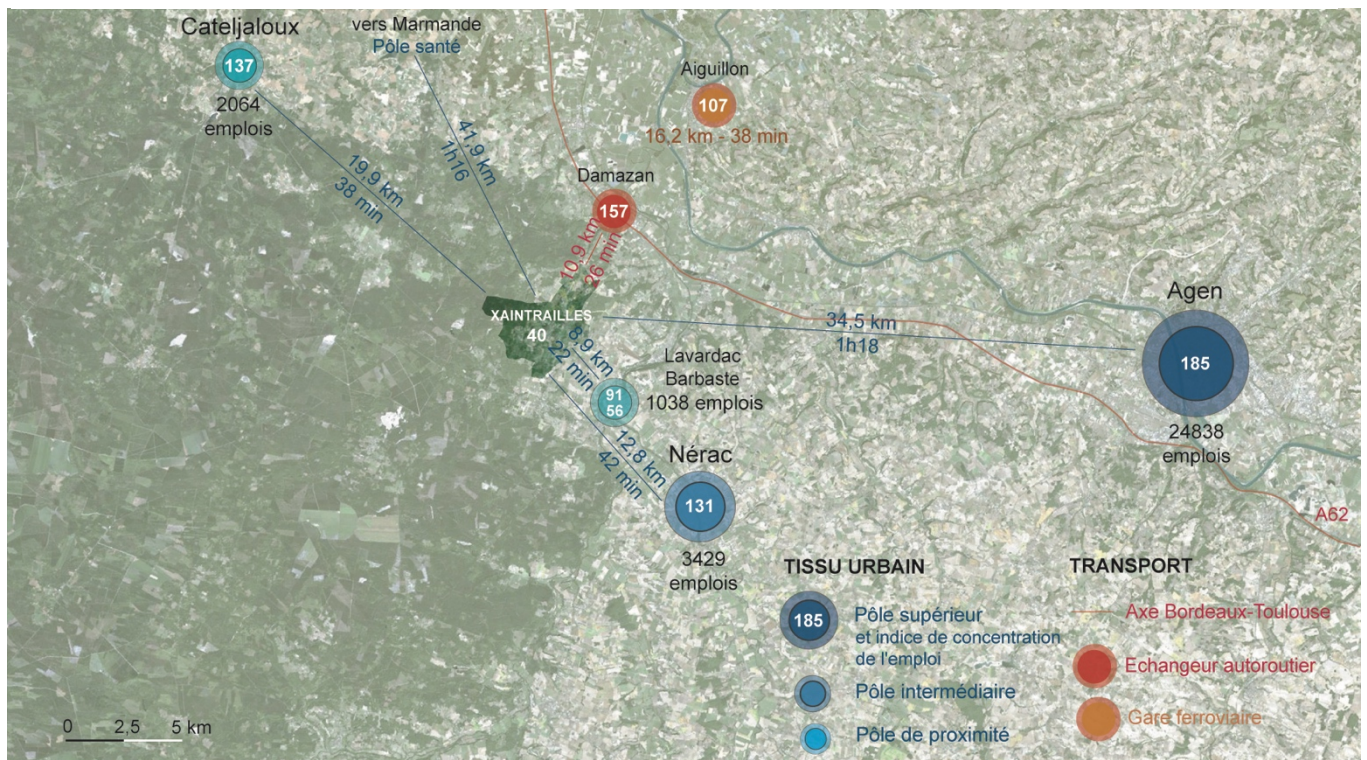 Cateljaloux
137
2064
emplois
vers Marmande
Pôle santé
Aiguillon
107
16,2 km - 38 min
41,9 km
1h16
19,9 km
38 min
Damazan
157
10,9 km
26 min
XAINTRAILLES
40
34,5 km
1h18
Agen
185
24838
emplois
8,9 km
22 min
Lavardac
Barbaste
1038 emplois
91
56
12,8 km
42 min
Nérac
131
3429
emplois
A62
TISSU URBAIN
185
Pôle supérieur
et indice de concentration
de l'emploi
Pôle intermédiaire
Pôle de proximité
TRANSPORT
Axe Bordeaux-Toulouse
Echangeur autoroutier
Gare ferroviaire
0 2,5 5 km